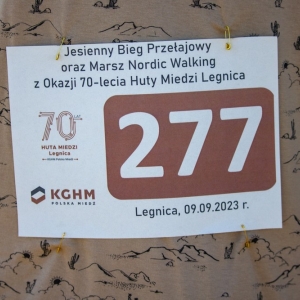 Jesienny Bieg Przełajowy
oraz Marsz Nordic Walking
z Okazji 70-lecia Huty Miedzi Legnica
70
HUTA MIEDZI
Legnica
277
KGHM
POLSKA MIEDŹ
Legnica, 09.09.2023 r.